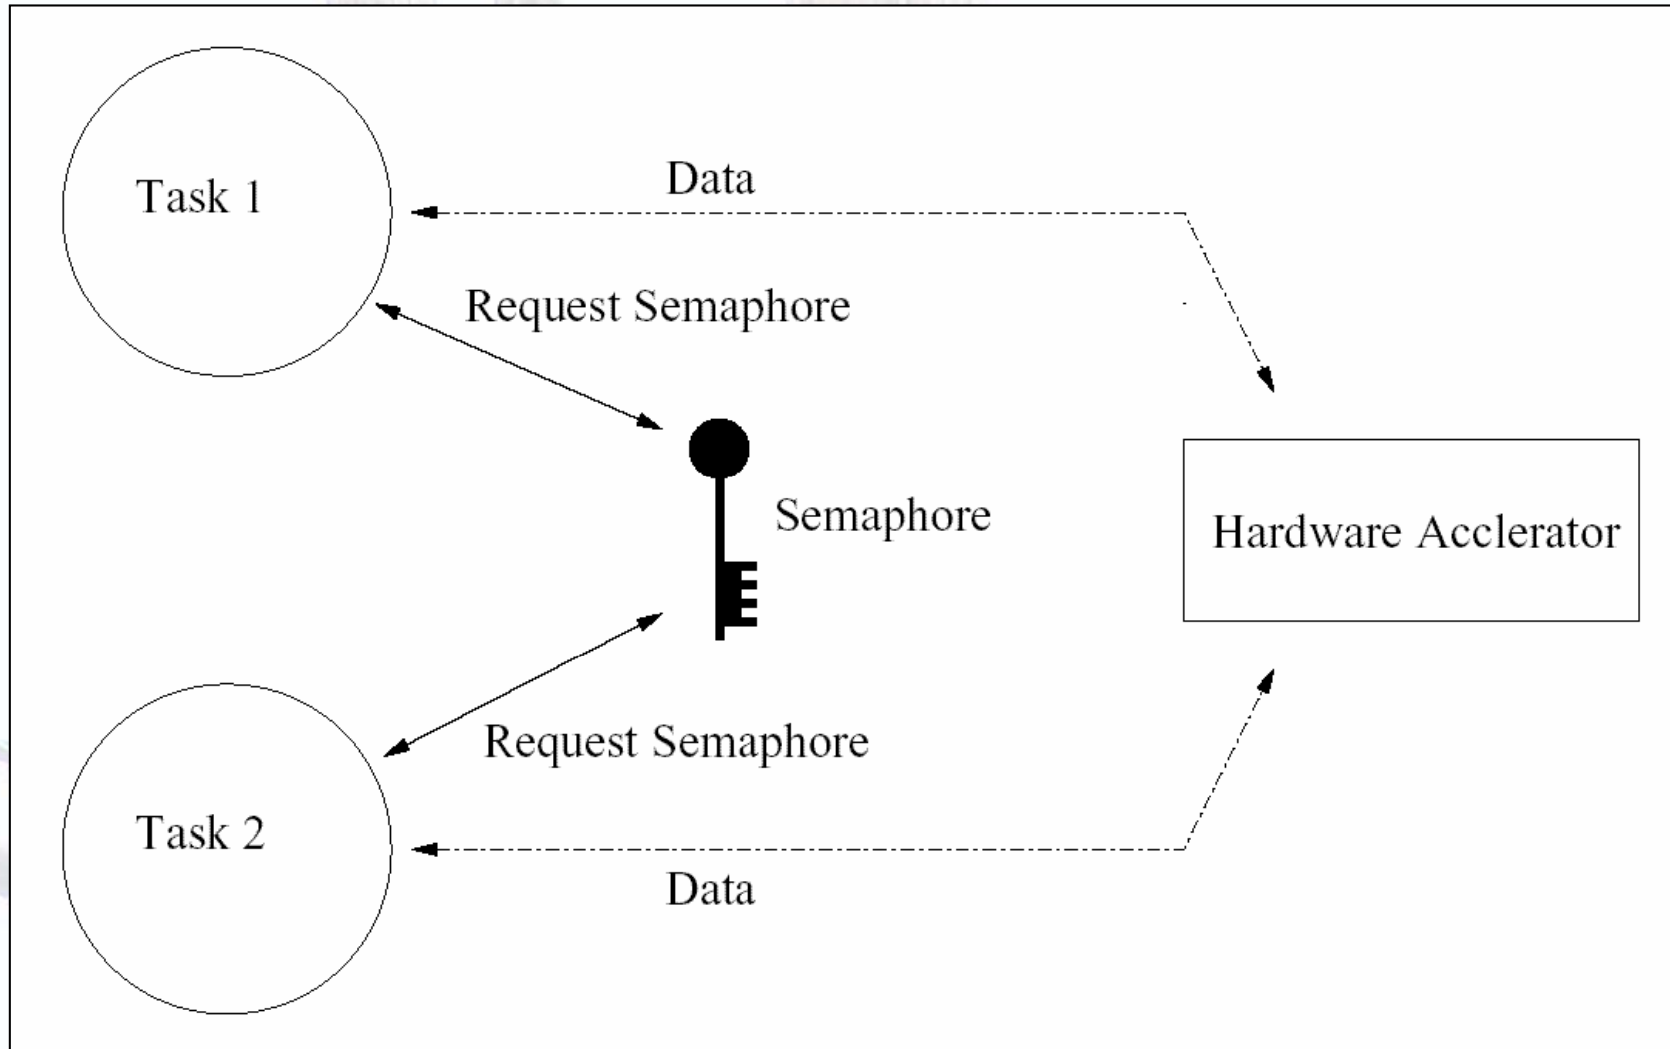 Task 1
Data
Request Semaphore
Semaphore
Hardware Acclerator
Request Semaphore
Task 2
Data